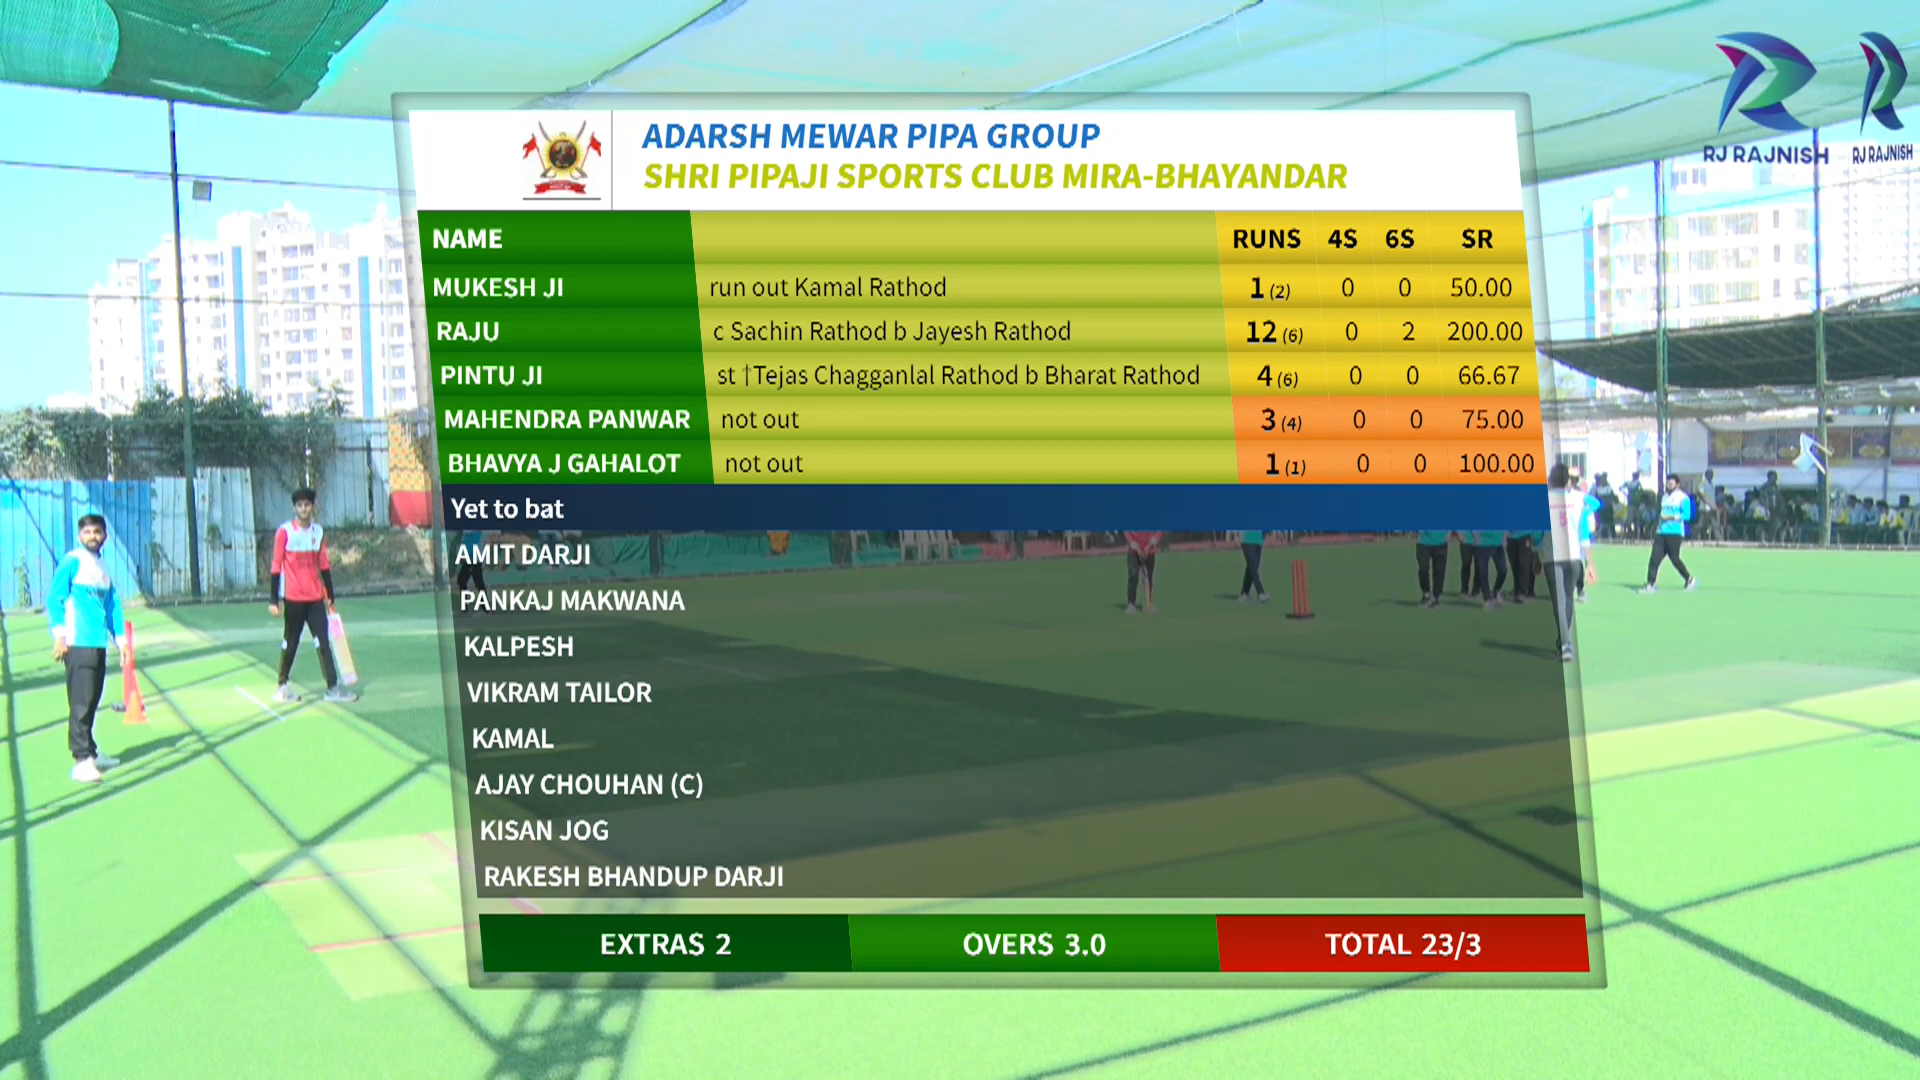 RJ RAJNISH
RJ RAJNISH
ADARSH MEWAR PIPA GROUP
SHRI PIPAJI SPORTS CLUB MIRA-BHAYANDAR
NAME RUNS 4S 6S SR
MUKESH JI run out Kamal Rathod 1 (2) 0 0 50.00
RAJU c Sachin Rathod b Jayesh Rathod 12 (6) 0 2 200.00
PINTU JI st †Tejas Chagganlal Rathod b Bharat Rathod 4 (6) 0 0 66.67
MAHENDRA PANWAR not out 3 (4) 0 0 75.00
BHAVYA J GAHALOT not out 1 (1) 0 0 100.00
Yet to bat
AMIT DARJI
PANKAJ MAKWANA
KALPESH
VIKRAM TAILOR
KAMAL
AJAY CHOUHAN (C)
KISAN JOG
RAKESH BHANDUP DARJI
EXTRAS 2 OVERS 3.0 TOTAL 23/3